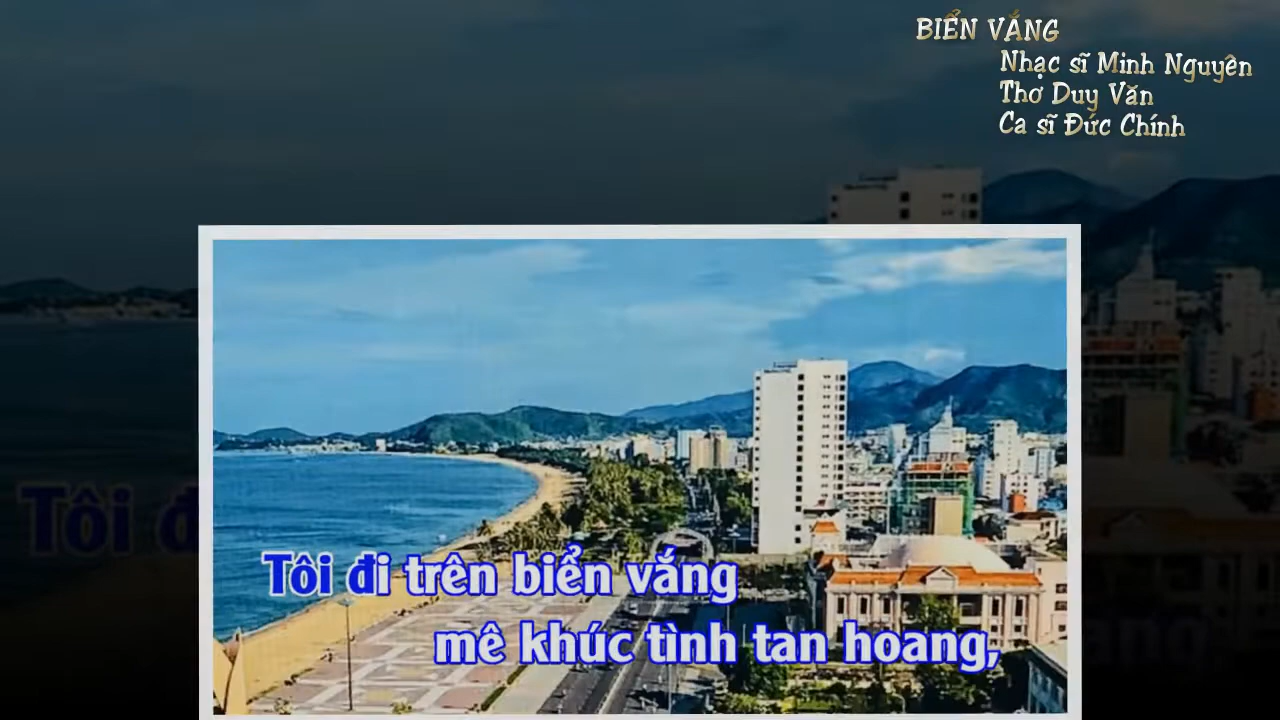 BIỂN VẮNG
Nhạc sĩ Minh Nguyên
Thơ Duy Văn
Ca sĩ Đức Chính
Tôi đi trên biển vắng
mê khúc tình tan hoang,